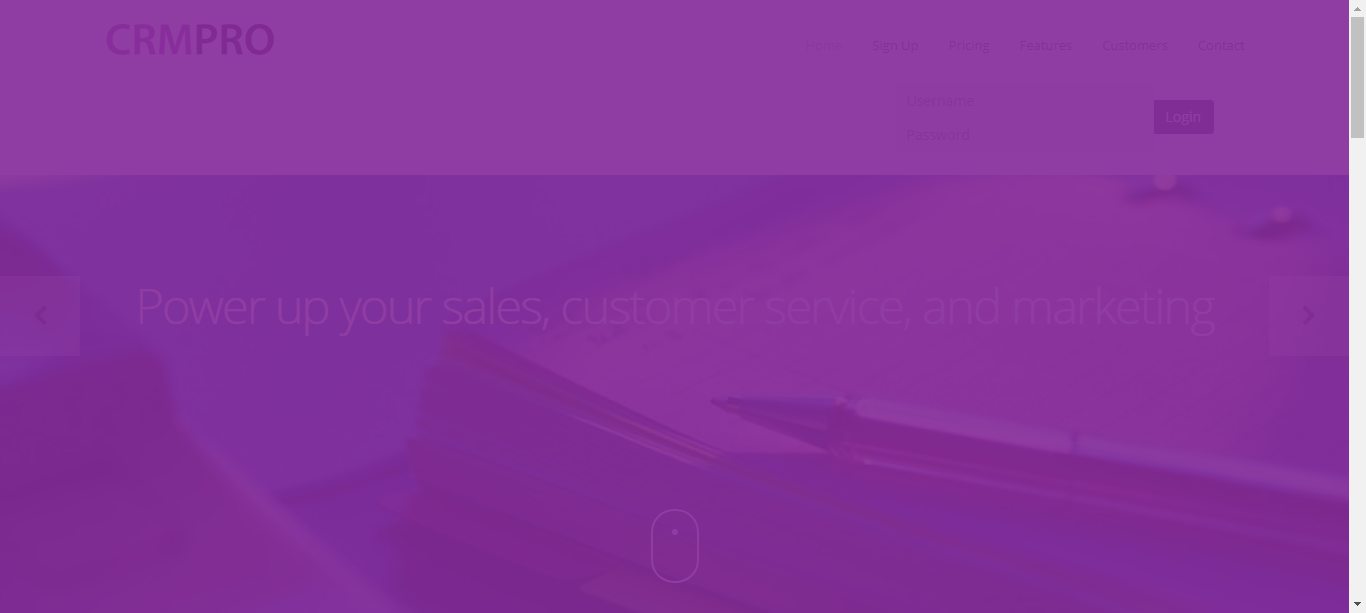 CRMPRO
Home Sign Up Pricing Features Customers Contact
Username
Login
Password
Power up your sales, customer service, and marketing